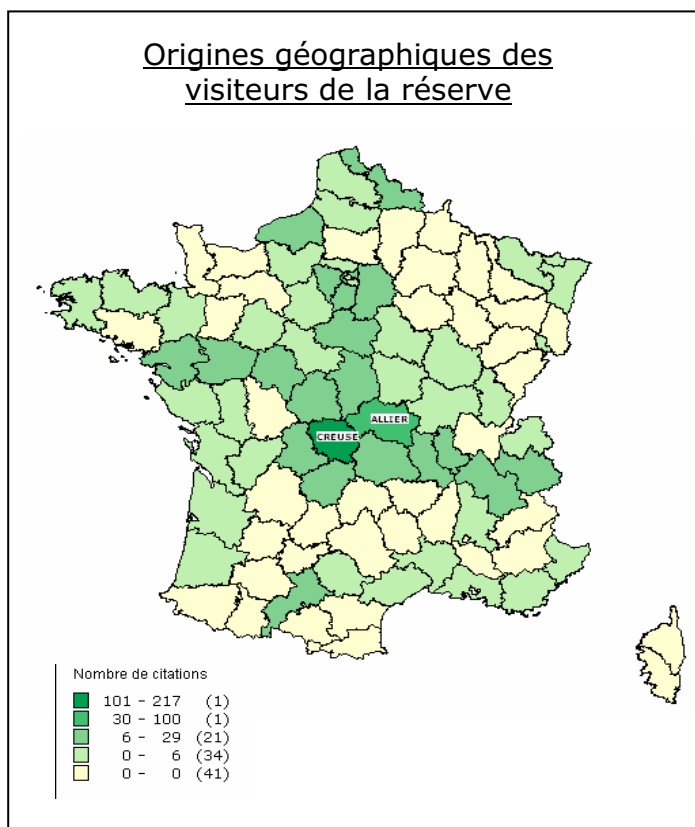 Origines géographiques des
visiteurs de la réserve
ALLIER
CREUSE
Nombre de citations
101 - 217 (1)
30 - 100 (1)
6 - 29 (21)
0 - 6 (34)
0 - 0 (41)